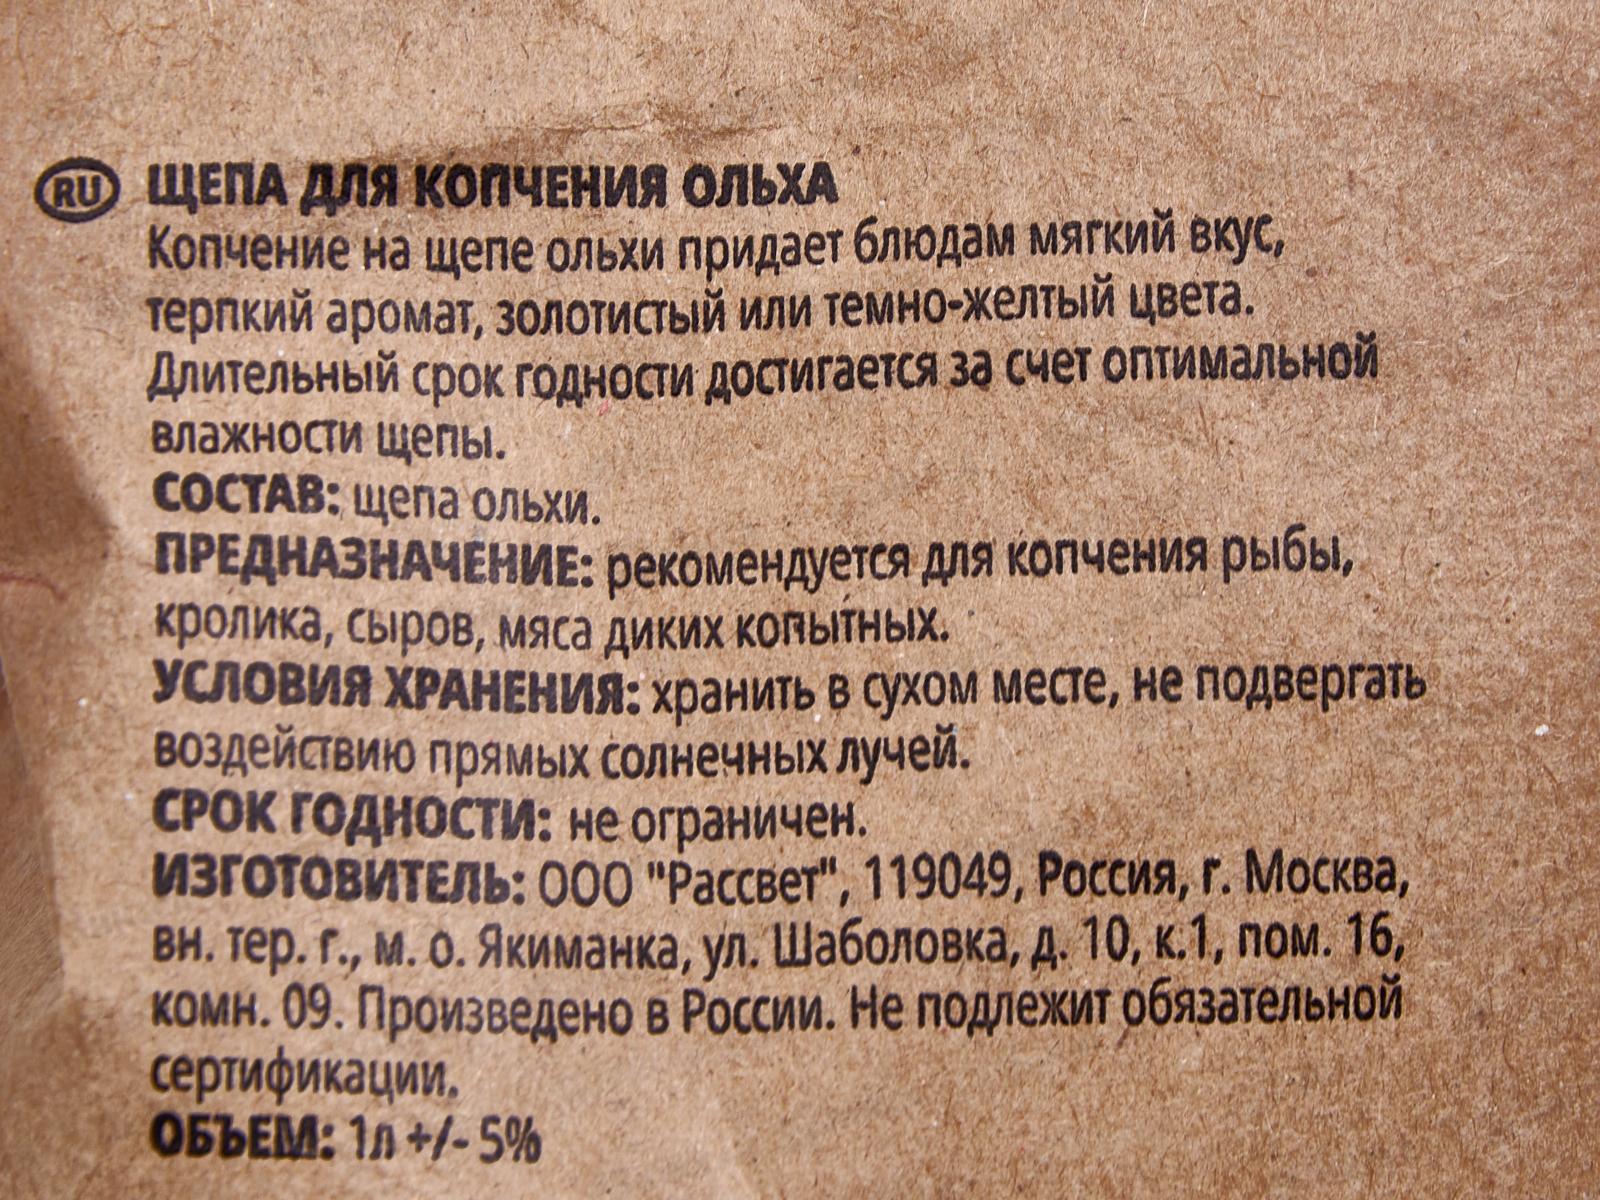 RU ЩЕПА ДЛЯ КОПЧЕНИЯ ОЛЬХА
Копчение на щепе ольхи придает блюдам мягкий вкус,
терпкий аромат, золотистый или темно-желтый цвета.
Длительный срок годности достигается за счет оптимальной
влажности щепы.
СОСТАВ: щепа ольхи.
ПРЕДНАЗНАЧЕНИЕ: рекомендуется для копчения рыбы,
кролика, сыров, мяса диких копытных.
УСЛОВИЯ ХРАНЕНИЯ: хранить в сухом месте, не подвергать
воздействию прямых солнечных лучей.
СРОК ГОДНОСТИ: не ограничен.
ИЗГОТОВИТЕЛЬ: ООО "Рассвет", 119049, Россия, г. Москва,
вн. тер. г., м. о. Якиманка, ул. Шаболовка, д. 10, к.1, пом. 16,
комн. 09. Произведено в России. Не подлежит обязательной
сертификации.
ОБЪЕМ: 1л +/- 5%